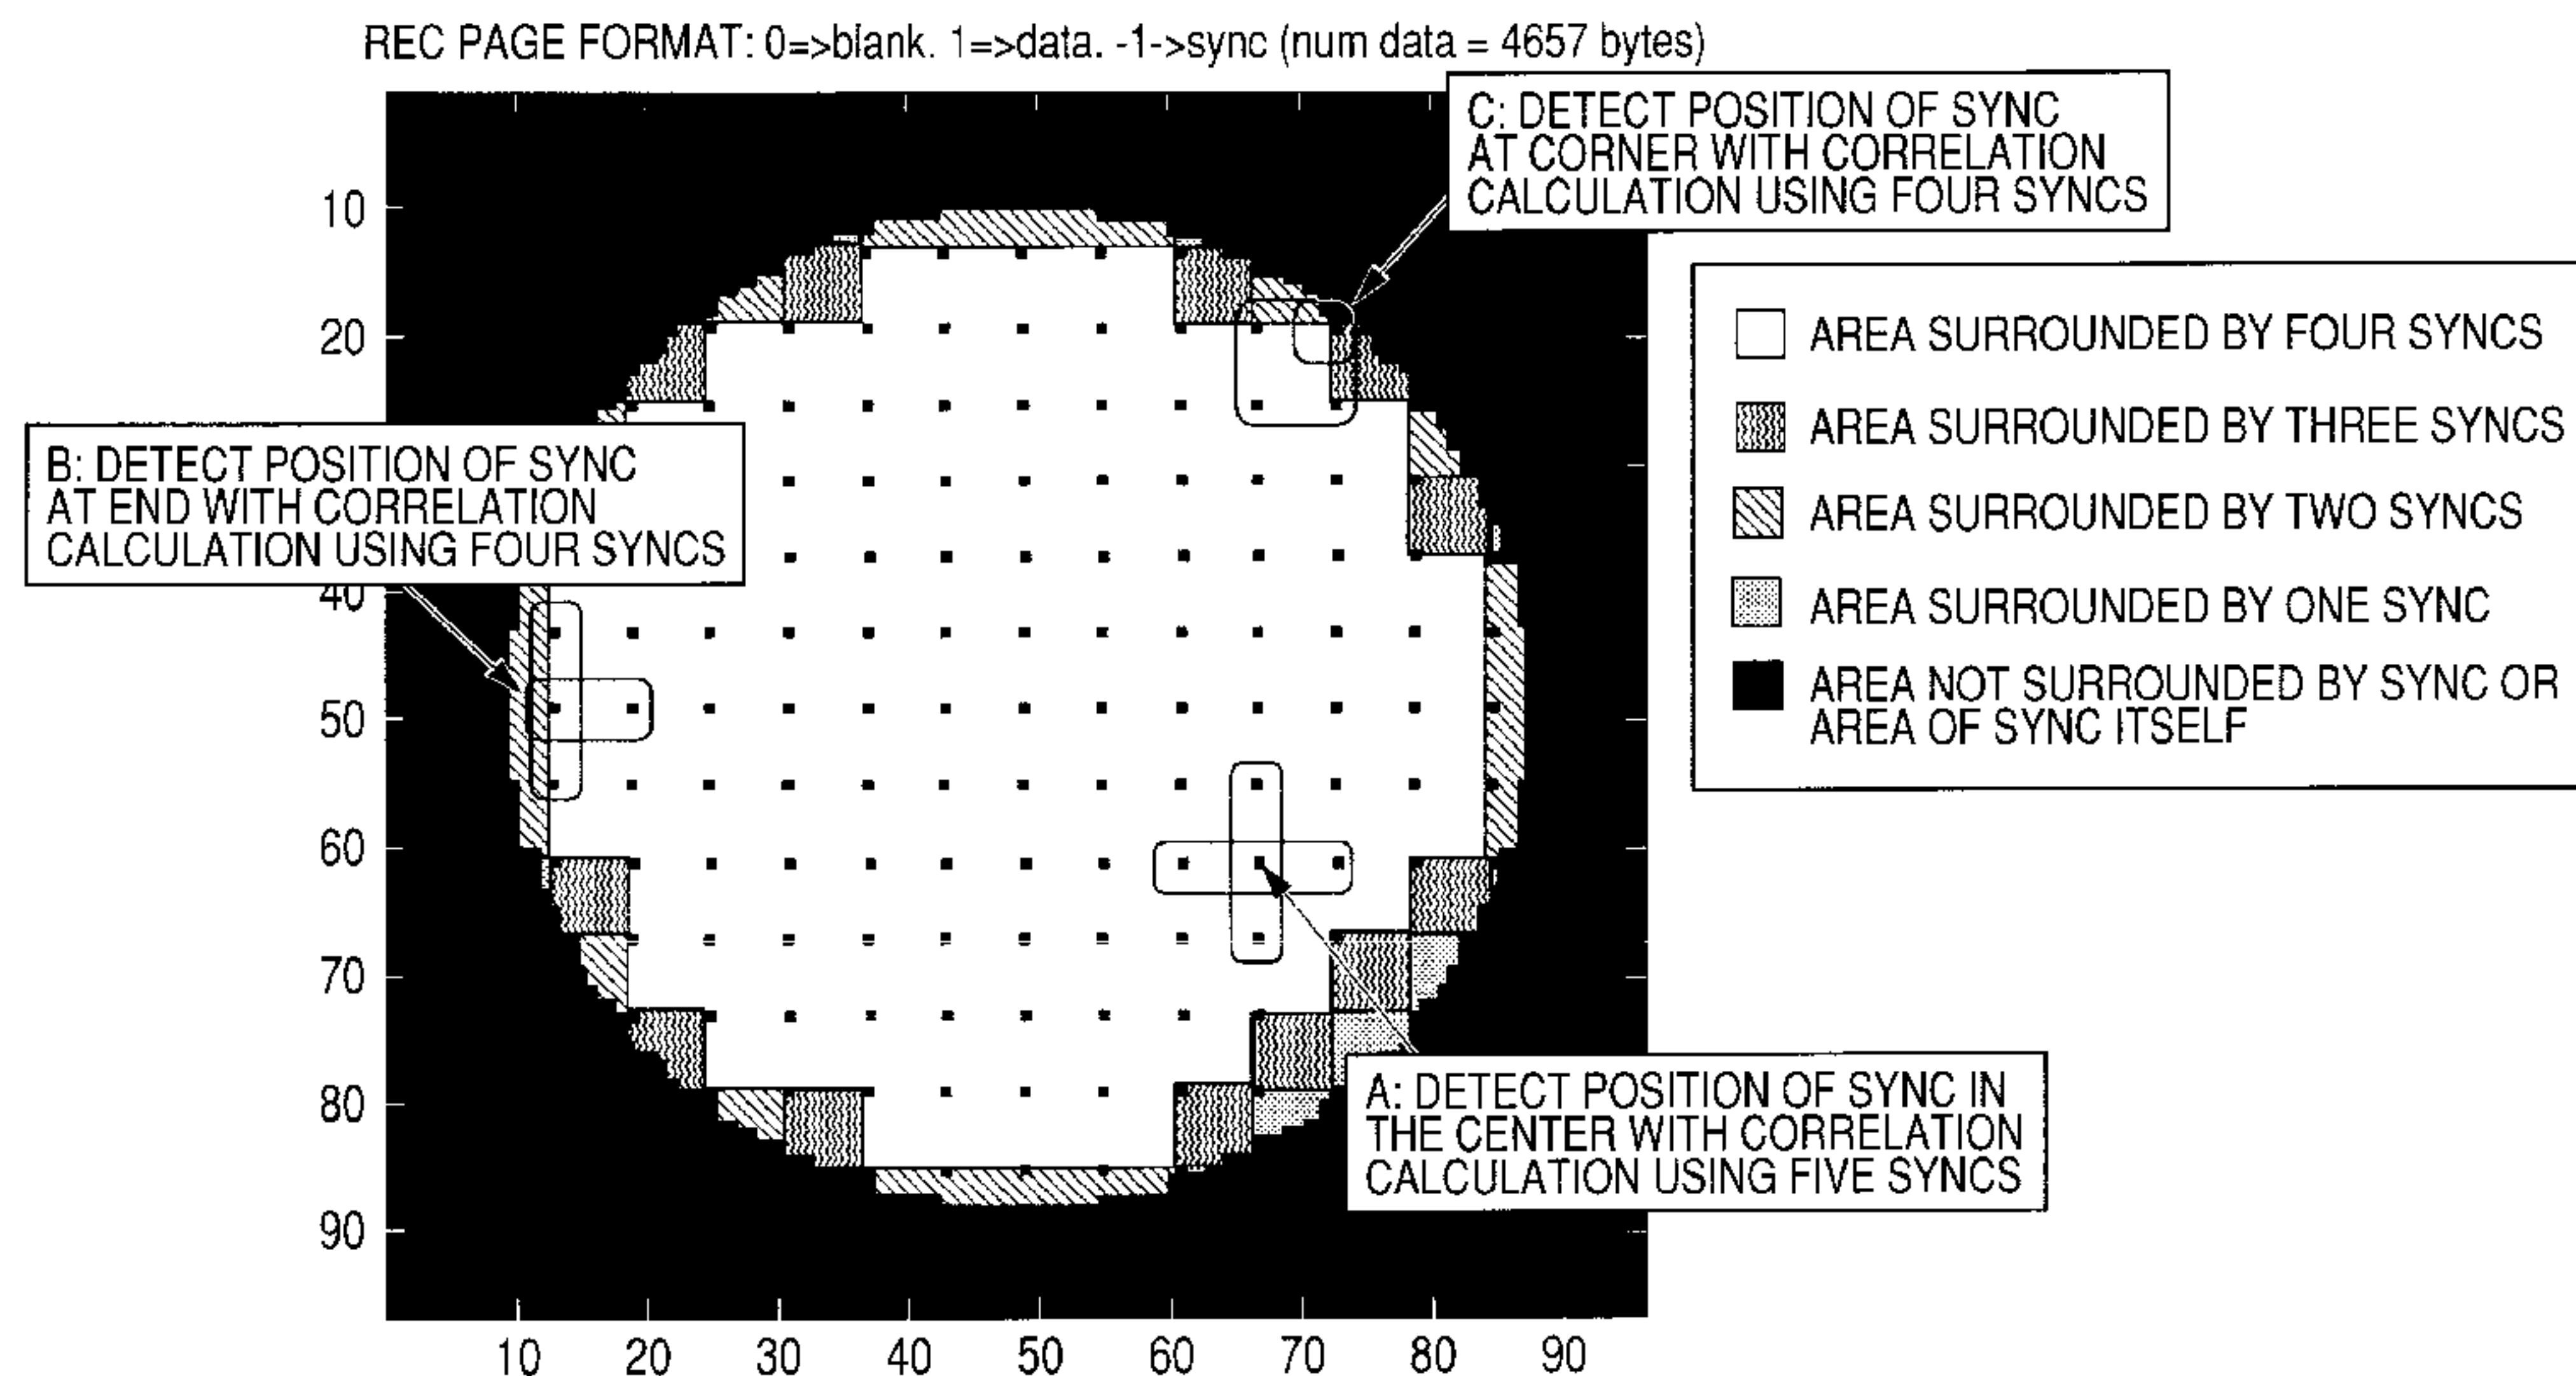 REC PAGE FORMAT: 0=>blank. 1=>data. -1->sync (num data = 4657 bytes)
C: DETECT POSITION OF SYNC
AT CORNER WITH CORRELATION
CALCULATION USING FOUR SYNCS
10
20
B: DETECT POSITION OF SYNC
AT END WITH CORRELATION
CALCULATION USING FOUR SYNCS
40
50
60
70
80
90
AREA SURROUNDED BY FOUR SYNCS
AREA SURROUNDED BY THREE SYNCS
AREA SURROUNDED BY TWO SYNCS
AREA SURROUNDED BY ONE SYNC
AREA NOT SURROUNDED BY SYNC OR
AREA OF SYNC ITSELF
A: DETECT POSITION OF SYNC IN
THE CENTER WITH CORRELATION
CALCULATION USING FIVE SYNCS
10 20 30 40 50 60 70 80 90